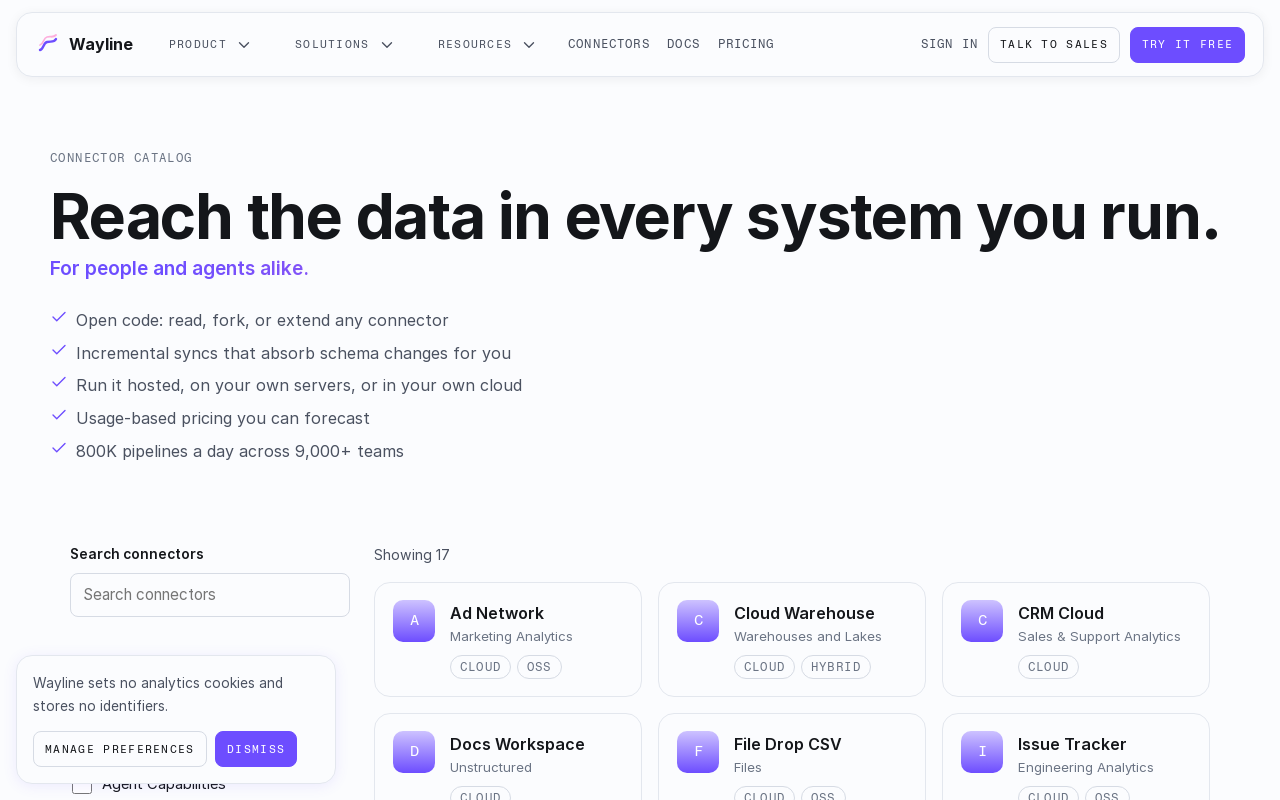 Wayline
PRODUCT
SOLUTIONS
RESOURCES
CONNECTORS
DOCS
PRICING
SIGN IN
TALK TO SALES
TRY IT FREE
CONNECTOR CATALOG
Reach the data in every system you run.
For people and agents alike.
Open code: read, fork, or extend any connector
Incremental syncs that absorb schema changes for you
Run it hosted, on your own servers, or in your own cloud
Usage-based pricing you can forecast
800K pipelines a day across 9,000+ teams
Search connectors
Search connectors
Showing 17
A
Ad Network
Marketing Analytics
CLOUD
OSS
C
Cloud Warehouse
Warehouses and Lakes
CLOUD
HYBRID
C
CRM Cloud
Sales & Support Analytics
CLOUD
D
Docs Workspace
Unstructured
CLOUD
F
File Drop CSV
Files
CLOUD
OSS
I
Issue Tracker
Engineering Analytics
CLOUD
OSS
Wayline sets no analytics cookies and
stores no identifiers.
MANAGE PREFERENCES
DISMISS
Agent Capabilities